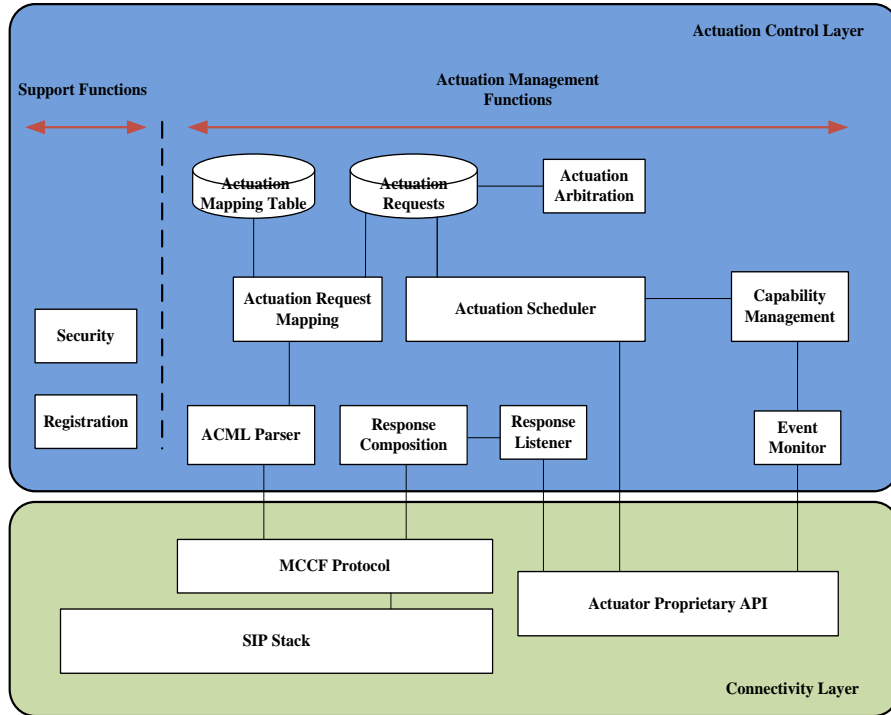 Actuation Control Layer
Support Functions
Actuation Management
Functions
Actuation
Mapping Table
Actuation
Requests
Actuation
Arbitration
Actuation Request
Mapping
Actuation Scheduler
Capability
Management
Security
Registration
ACML Parser
Response
Composition
Response
Listener
Event
Monitor
MCCF Protocol
SIP Stack
Actuator Proprietary API
Connectivity Layer